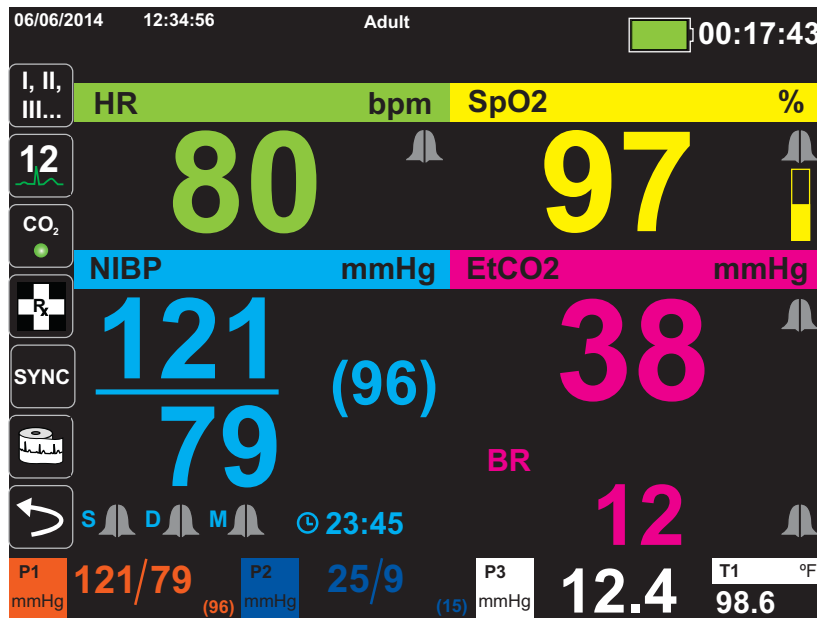 06/06/2014 12:34:56 Adult 00:17:43
I, II,
III...
HR bpm SpO2 %
80 97
12
CO₂
NIBP mmHg EtCO2 mmHg
Rx
121 (96) 38
SYNC
79
BR
12
S D M 23:45
P1 mmHg 121/79 (96) P2 mmHg 25/9 (15) P3 mmHg 12.4 T1 ºF
98.6